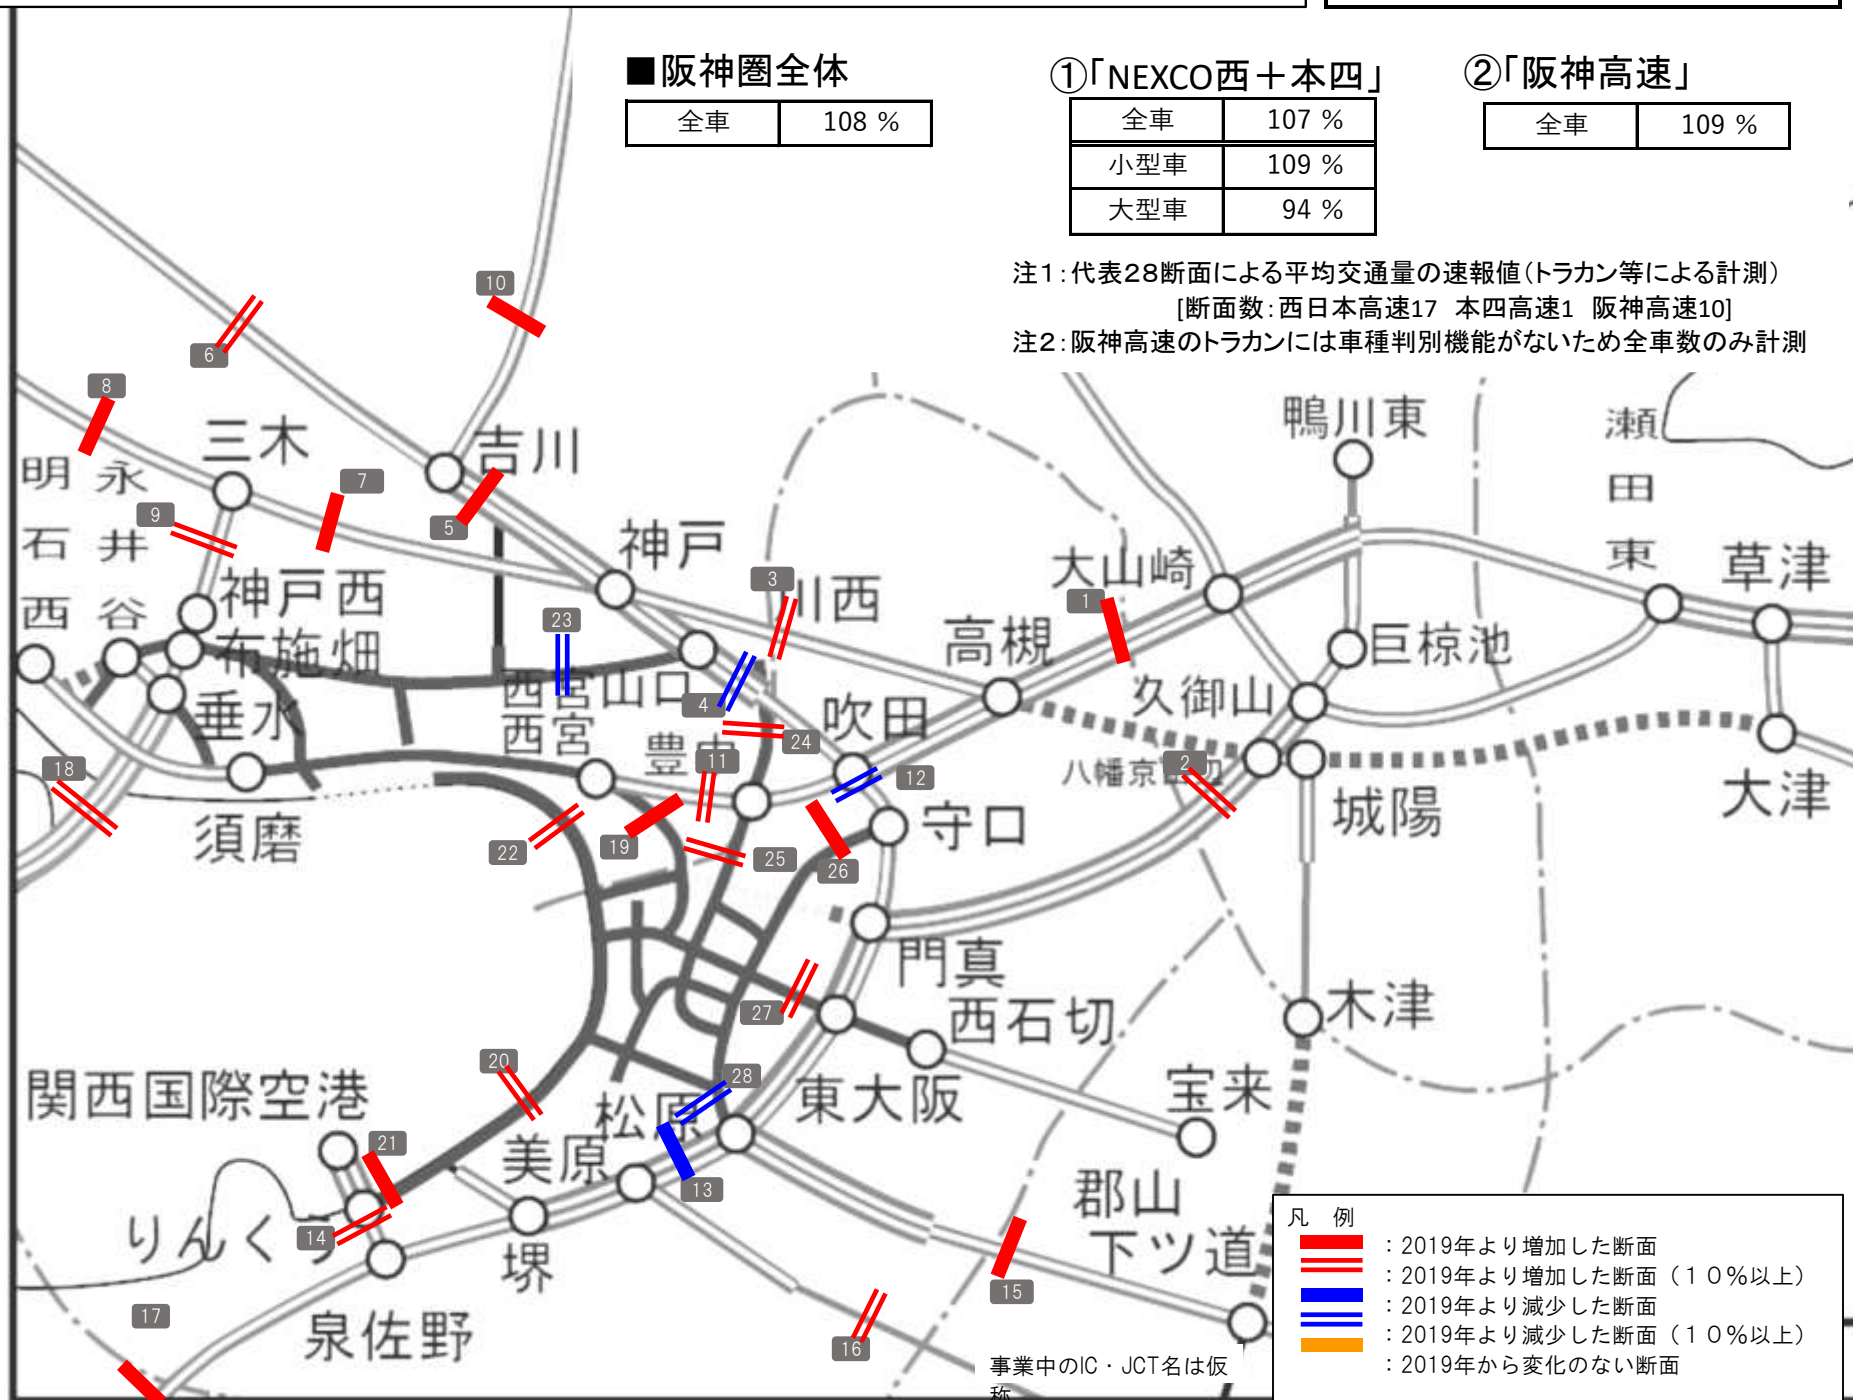 ■阪神圏全体
全車 108 %
①「NEXCO西＋本四」
全車 107 %
小型車 109 %
大型車 94 %
②「阪神高速」
全車 109 %
注１：代表２８断面による平均交通量の速報値（トラカン等による計測）
[断面数：西日本高速17 本四高速1 阪神高速10]
注２：阪神高速のトラカンには車種判別機能がないため全車数のみ計測
10
6
8
三木
吉川
鴨川東
瀬田東
明石西
永井谷
7
9
5
神戸
3
川西
大山崎
1
草津
神戸西
布施畑
23
高槻
巨椋池
西宮山口
西宮
4
久御山
垂水
24
吹田
豊中
11
12
2
18
大津
城陽
須磨
22
19
25
26
守口
門真
27
西石切
木津
20
28
関西国際空港
松原
東大阪
宝来
21
美原
13
郡山
下ツ道
14
りんくう
堺
15
17
泉佐野
16
事業中のIC・JCT名は仮
称
凡 例
：2019年より増加した断面
：2019年より増加した断面（１０％以上）
：2019年より減少した断面
：2019年より減少した断面（１０％以上）
：2019年から変化のない断面